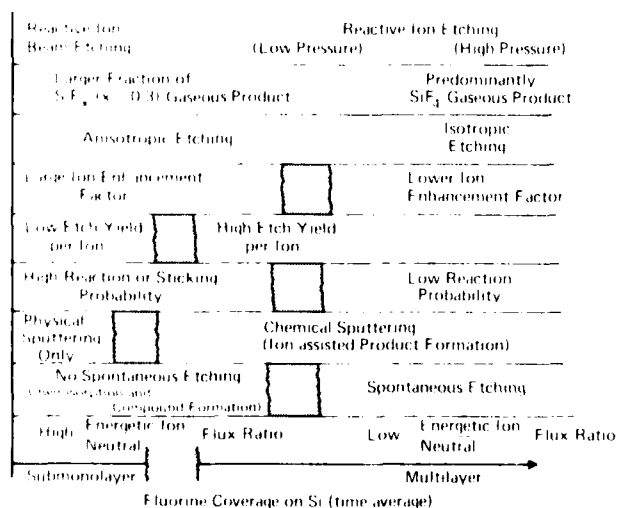 Reactive Ion Reactive Ion Etching
Beam Etching (Low Pressure) (High Pressure)
Larger Fraction of Predominantly
Gaseous Product SiF4 Gaseous Product
Anisotropic Etching Isotropic
Etching
Large Ion Enhancement Lower Ion
Factor Enhancement Factor
Low Etch Yield High Etch Yield
per Ion per Ion
High Reaction or Sticking Low Reaction
Probability Probability
Physical Chemical Sputtering
Sputtering (Ion assisted Product Formation)
Only
No Spontaneous Etching Spontaneous Etching
(Chemisorption and
Compound Formation)
High Energetic Ion Flux Ratio Low Energetic Ion Flux Ratio
Neutral Neutral
Submonolayer Multilayer
Fluorine Coverage on Si (time average)